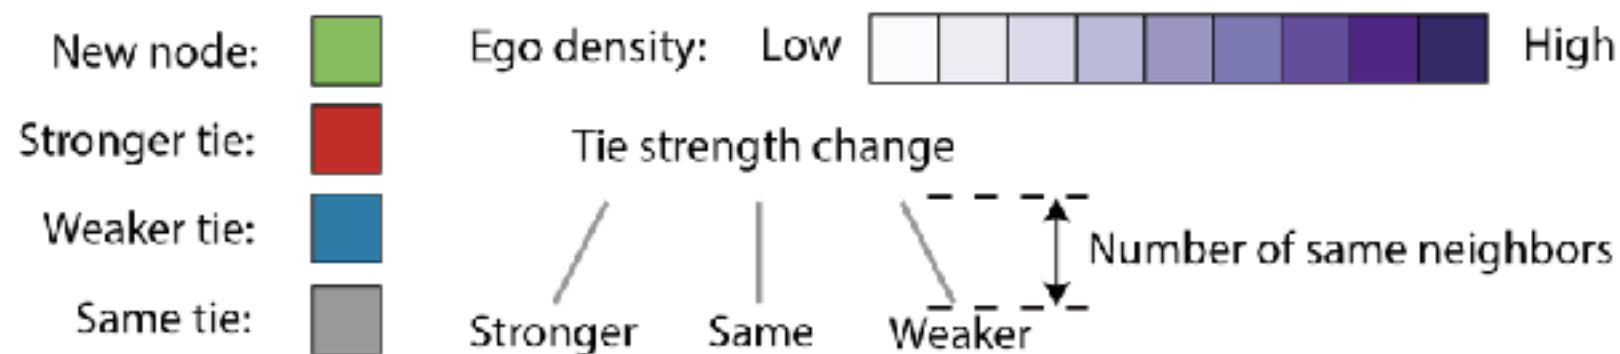 New node:
Ego density: Low High
Stronger tie:
Tie strength change
Weaker tie:
Number of same neighbors
Same tie:
Stronger Same Weaker